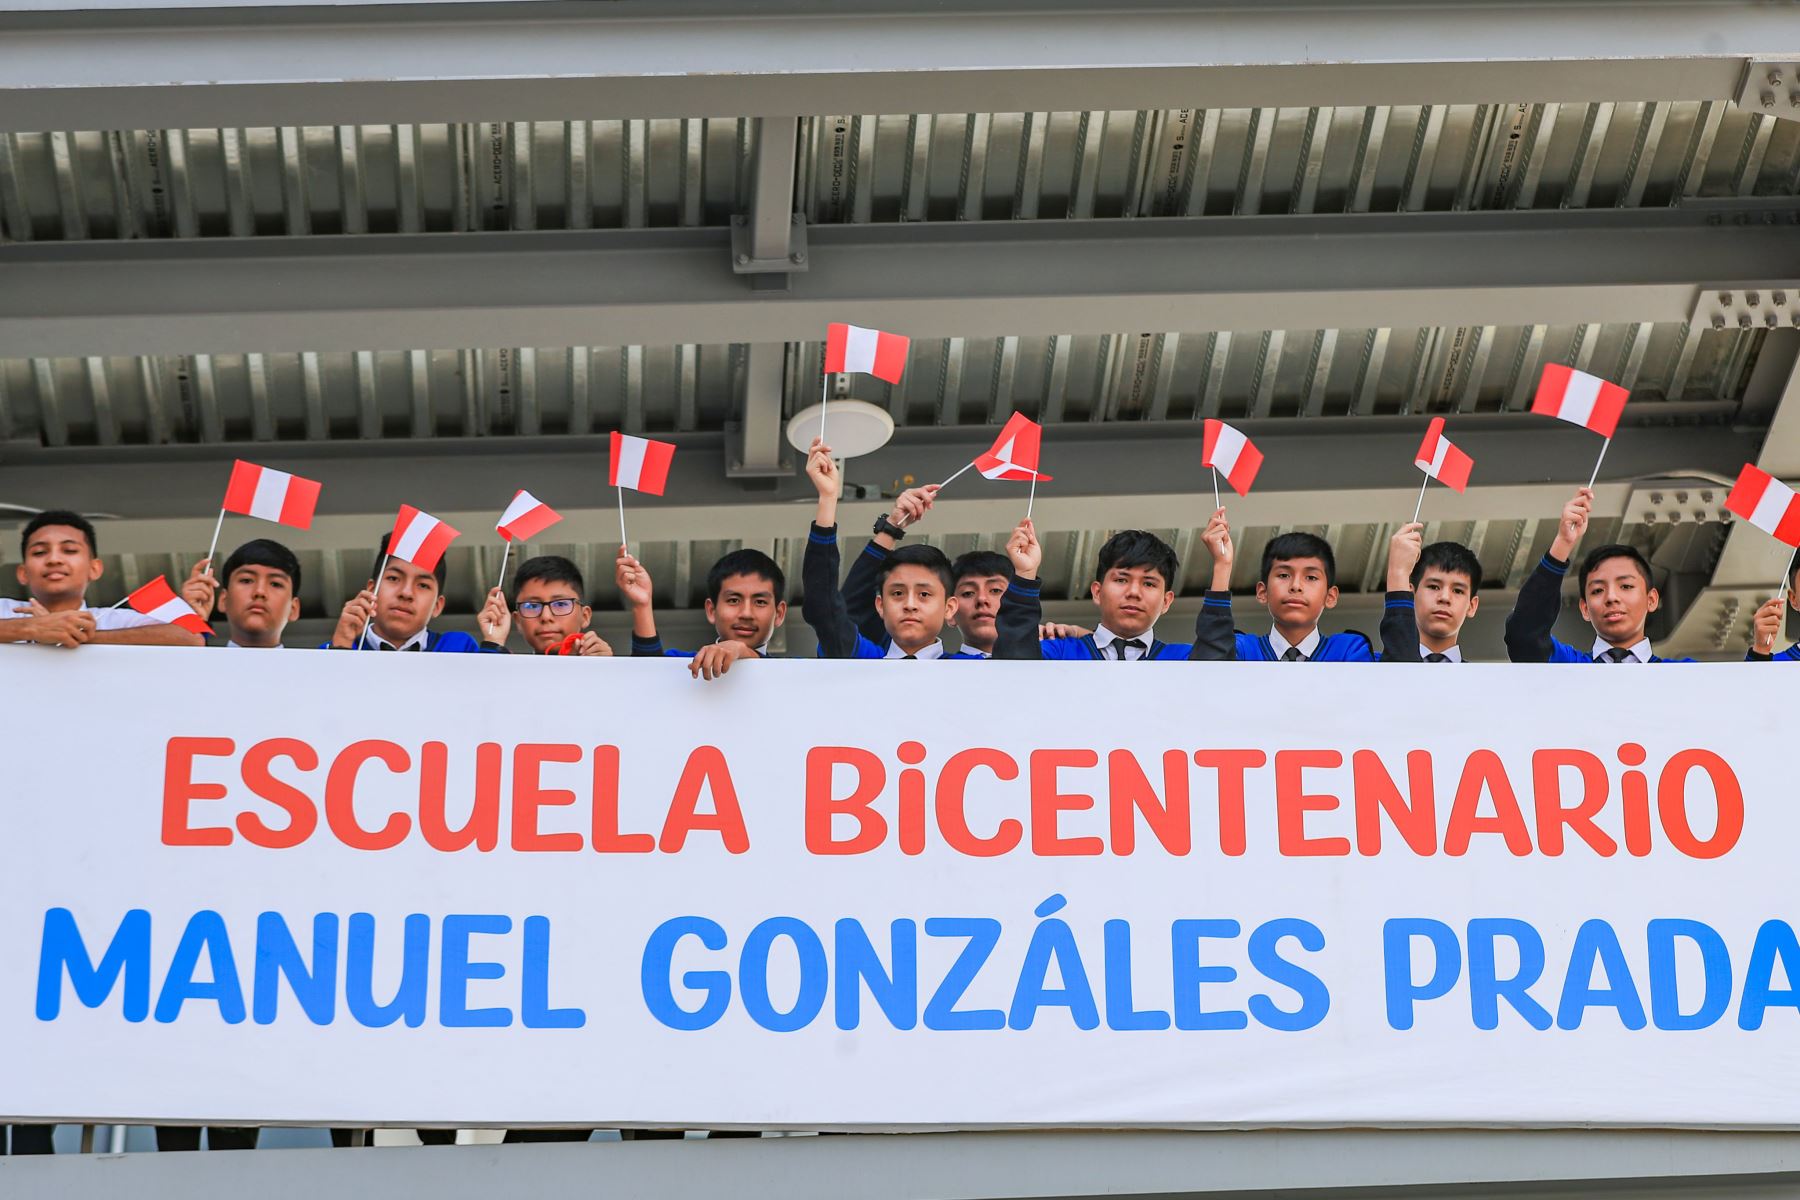 ESCUELA BiCENTENARiO
MANUEL GONZÁLES PRADA